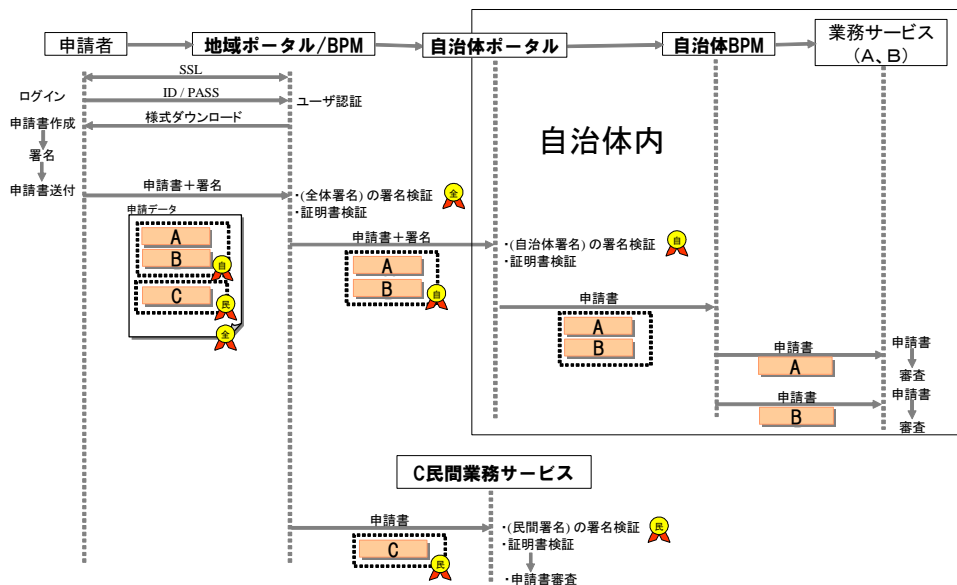 申請者
地域ポータル/BPM
自治体ポータル
自治体BPM
業務サービス
(A、B)
SSL
ログイン
ID / PASS
ユーザ認証
申請書作成
様式ダウンロード
署名
自治体内
申請書送付
申請書+署名
・(全体署名) の署名検証
全
・証明書検証
申請データ
A
B
自
C
民
全
申請書+署名
A
B
自
・(自治体署名) の署名検証
自
・証明書検証
申請書
A
B
申請書
A
申請書
審査
申請書
B
申請書
審査
C民間業務サービス
申請書
C
民
・(民間署名) の署名検証
民
・証明書検証
・申請書審査